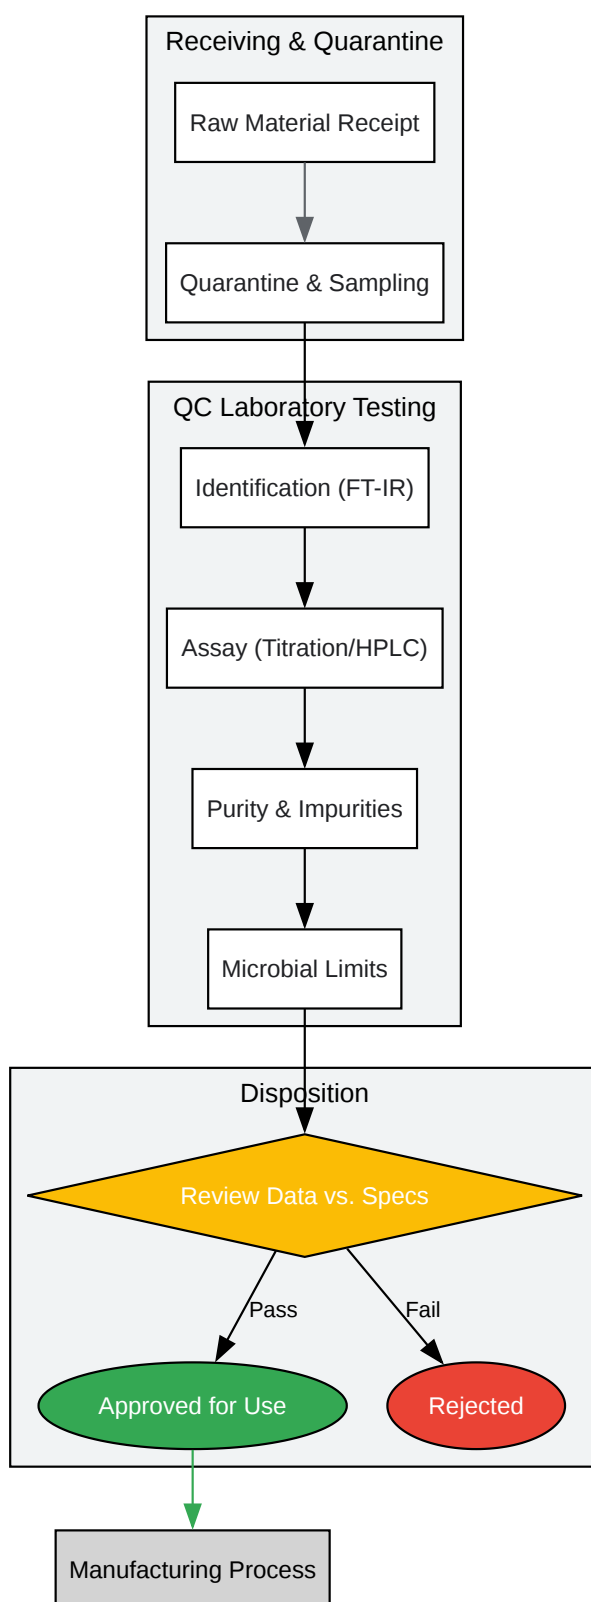 Receiving & Quarantine
Raw Material Receipt
Quarantine & Sampling
QC Laboratory Testing
Identification (FT-IR)
Assay (Titration/HPLC)
Purity & Impurities
Microbial Limits
Disposition
Review Data vs. Specs
Pass
Fail
Approved for Use
Rejected
Manufacturing Process